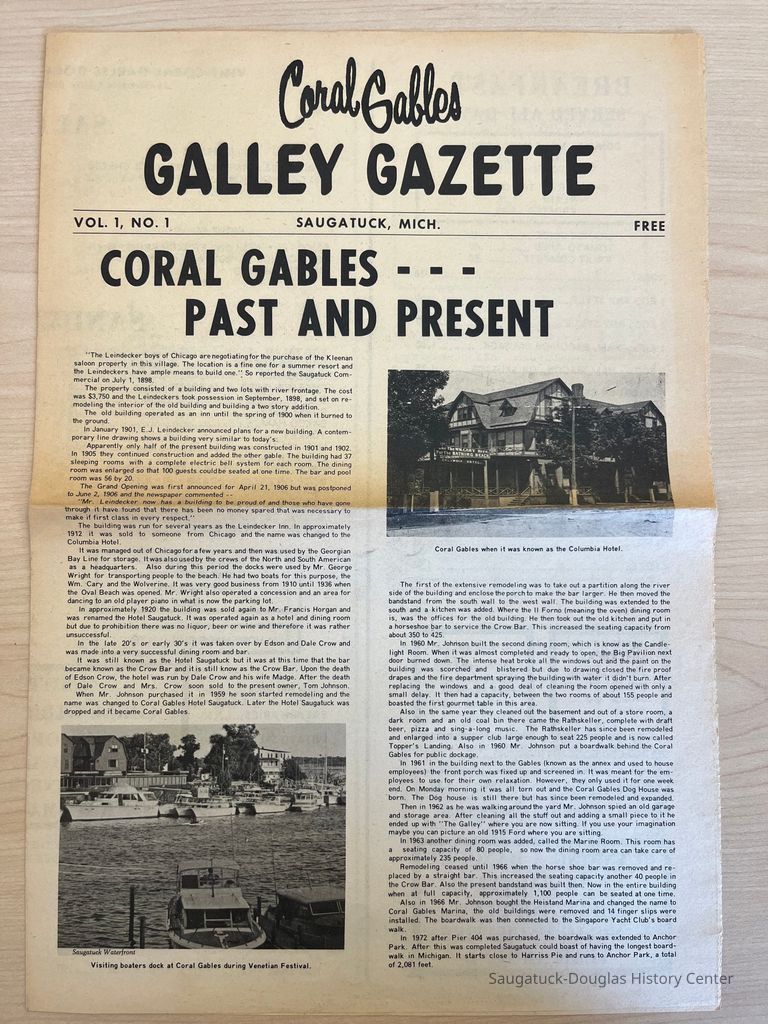 Coral Gables
GALLEY GAZETTE
VOL. 1, NO. 1 SAUGATUCK, MICH. FREE
CORAL GABLES - - -
PAST AND PRESENT
"The Leindecker boys of Chicago are negotiating for the purchase of the Kleenan
saloon property in this village. The location is a fine one for a summer resort and
the Leindeckers have ample means to build one." So reported the Saugatuck Com-
mercial on July 1, 1898.
The property consisted of a building and two lots with river frontage. The cost
was $3,750 and the Leindeckers took possession in September, 1898, and set on re-
modeling the interior of the old building and building a two story addition.
The old building operated as an inn until the spring of 1900 when it burned to
the ground.
In January 1901, E.J. Leindecker announced plans for a new building. A contem-
porary line drawing shows a building very similar to today's.
Apparently only half of the present building was constructed in 1901 and 1902.
In 1905 they continued construction and added the other gable. The building had 37
sleeping rooms with a complete electric bell system for each room. The dining
room was enlarged so that 100 guests could be seated at one time. The bar and pool
room was 56 by 20.
The Grand Opening was first announced for April 21, 1906 but was postponed
to June 2, 1906 and the newspaper commented --
"Mr. Leindecker now has a building to be proud of and those who have gone
through it have found that there has been no money spared that was necessary to
make it first class in every respect."
The building was run for several years as the Leindecker Inn. In approximately
1912 it was sold to someone from Chicago and the name was changed to the
Columbia Hotel.
It was managed out of Chicago for a few years and then was used by the Georgian
Bay Line for storage. It was also used by the crews of the North and South American
as a headquarters. Also during this period the docks were used by Mr. George
Wright for transporting people to the beach. He had two boats for this purpose, the
Wm. Cary and the Wolverine. It was very good business from 1910 until 1936 when
the Oval Beach was opened. Mr. Wright also operated a concession and an area for
dancing to an old player piano in what is now the parking lot.
In approximately 1920 the building was sold again to Mr. Francis Horgan and
was renamed the Hotel Saugatuck. It was operated again as a hotel and dining room
but due to prohibition there was no liquor, beer or wine and therefore it was rather
unsuccessful.
In the late 20's or early 30's it was taken over by Edson and Dale Crow and
was made into a very successful dining room and bar.
It was still known as the Hotel Saugatuck but it was at this time that the bar
became known as the Crow Bar and it is still know as the Crow Bar. Upon the death
of Edson Crow, the hotel was run by Dale Crow and his wife Madge. After the death
of Dale Crow and Mrs. Crow soon sold to the present owner, Tom Johnson.
When Mr. Johnson purchased it in 1959 he soon started remodeling and the
name was changed to Coral Gables Hotel Saugatuck. Later the Hotel Saugatuck was
dropped and it became Coral Gables.
Saugatuck Waterfront
Visiting boaters dock at Coral Gables during Venetian Festival.
Coral Gables when it was known as the Columbia Hotel.
The first of the extensive remodeling was to take out a partition along the river
side of the building and enclose the porch to make the bar larger. He then moved the
bandstand from the south wall to the west wall. The building was extended to the
south and a kitchen was added. Where the Il Forno (meaning the oven) dining room
is, was the offices for the old building. He then took out the old kitchen and put in
a horseshoe bar to service the Crow Bar. This increased the seating capacity from
about 350 to 425.
In 1960 Mr. Johnson built the second dining room, which is know as the Candle-
light Room. When it was almost completed and ready to open, the Big Pavilion next
door burned down. The intense heat broke all the windows out and the paint on the
building was scorched and blistered but due to drawing closed the fire proof
drapes and the fire department spraying the building with water it didn't burn. After
replacing the windows and a good deal of cleaning the room opened with only a
small delay. It then had a capacity, between the two rooms of about 155 people and
boasted the first gourmet table in this area.
Also in the same year they cleaned out the basement and out of a store room, a
dark room and an old coal bin there came the Rathskeller, complete with draft
beer, pizza and sing-a-long music. The Rathskeller has since been remodeled
and enlarged into a supper club large enough to seat 225 people and is now called
Topper's Landing. Also in 1960 Mr. Johnson put a boardwalk behind the Coral
Gables for public dockage.
In 1961 in the building next to the Gables (known as the annex and used to house
employees) the front porch was fixed up and screened in. It was meant for the em-
ployees to use for their own relaxation. However, they only used it for one week
end. On Monday morning it was all torn out and the Coral Gables Dog House was
born. The Dog house is still there but has since been remodeled and expanded.
Then in 1962 as he was walking around the yard Mr. Johnson spied an old garage
and storage area. After cleaning all the stuff out and adding a small piece to it he
ended up with "The Galley" where you are now sitting. If you use your imagination
maybe you can picture an old 1915 Ford where you are sitting.
In 1963 another dining room was added, called the Marine Room. This room has
a seating capacity of 80 people, so now the dining room area can take care of
approximately 235 people.
Remodeling ceased until 1966 when the horse shoe bar was removed and re-
placed by a straight bar. This increased the seating capacity another 40 people in
the Crow Bar. Also the present bandstand was built then. Now in the entire building
when at full capacity, approximately 1,100 people can be seated at one time.
Also in 1966 Mr. Johnson bought the Heistand Marina and changed the name to
Coral Gables Marina, the old buildings were removed and 14 finger slips were
installed. The boardwalk was then connected to the Singapore Yacht Club's board
walk.
In 1972 after Pier 404 was purchased, the boardwalk was extended to Anchor
Park. After this was completed Saugatuck could boast of having the longest board-
walk in Michigan. It starts close to Harriss Pie and runs to Anchor Park, a total
of 2,081 feet.
Saugatuck-Douglas History Center